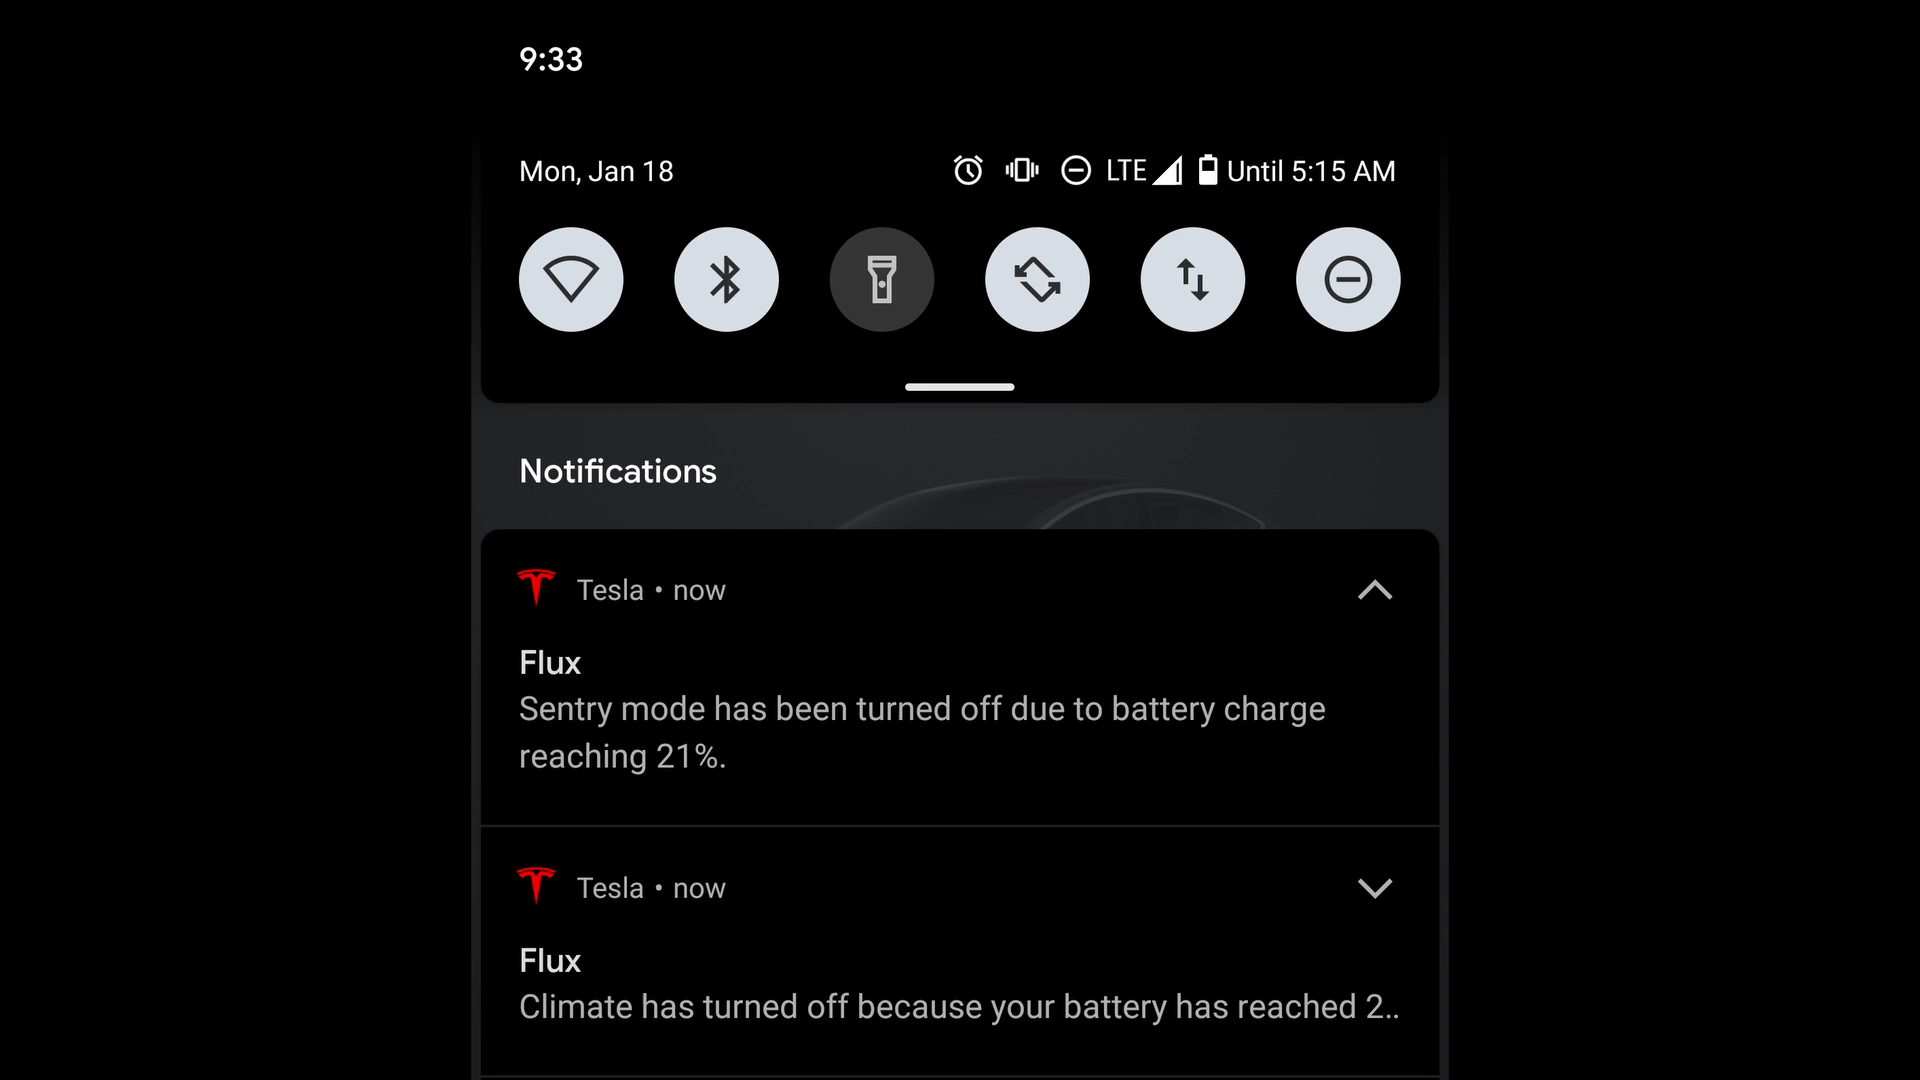 9:33
Mon, Jan 18 LTE Until 5:15 AM
Notifications
Tesla • now
Flux
Sentry mode has been turned off due to battery charge
reaching 21%.
Tesla • now
Flux
Climate has turned off because your battery has reached 2..